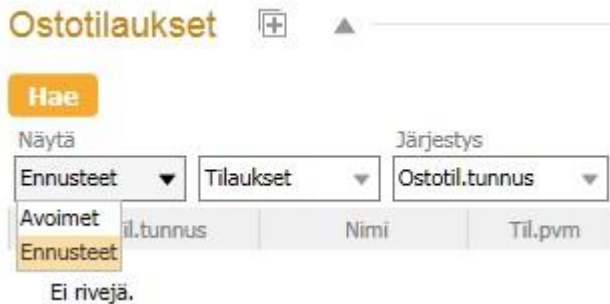 Ostotilaukset
Hae
Näytä Järjestys
Ennusteet Tilaukset Ostotil.tunnus
Avoimet
il.tunnus Nimi Til.pvm
Ennusteet
Ei rivejä.